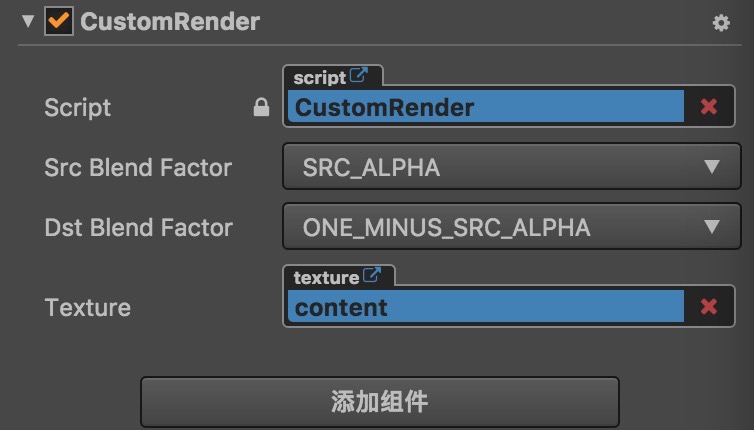 CustomRender
script
Script CustomRender
Src Blend Factor SRC_ALPHA
Dst Blend Factor ONE_MINUS_SRC_ALPHA
texture
Texture content
添加组件